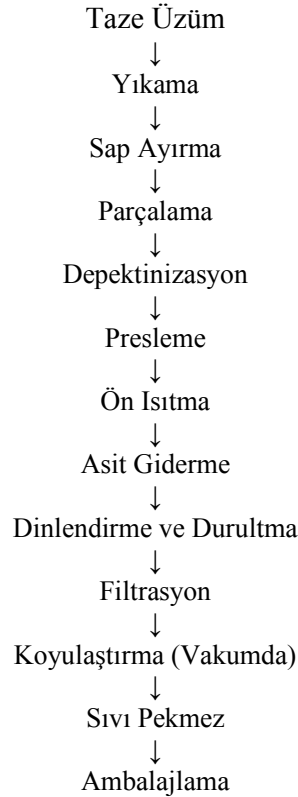 Taze Üzüm
↓
Yıkama
↓
Sap Ayırma
↓
Parçalama
↓
Depektinizasyon
↓
Presleme
↓
Ön Isıtma
↓
Asit Giderme
↓
Dinlendirme ve Durultma
↓
Filtrasyon
↓
Koyulaştırma (Vakumda)
↓
Sıvı Pekmez
↓
Ambalajlama